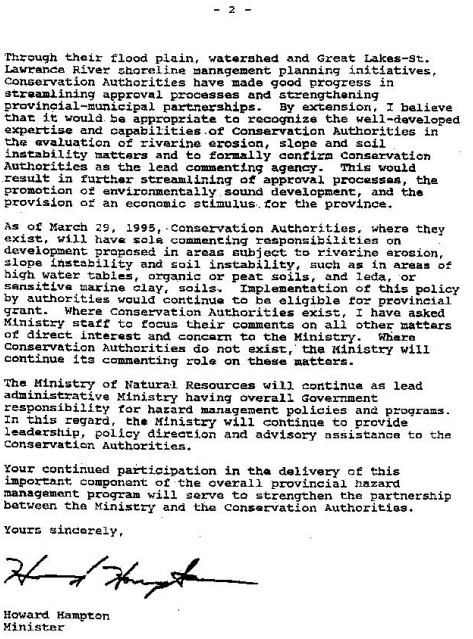 - 2 -
Through their flood plain, watershed and Great Lakes-St.
Lawrence River shoreline management planning initiatives,
Conservation Authorities have made good progress in
streamlining approval processes and strengthening
provincial-municipal partnerships. By extension, I believe
that it would be appropriate to recognize the well-developed
expertise and capabilities of Conservation Authorities in
the evaluation of riverine erosion, slope and soil
instability matters and to formally confirm Conservation
Authorities as the lead commenting agency. This would
result in further streamlining of approval processes, the
promotion of environmentally sound development, and the
provision of an economic stimulus for the province.
As of March 29, 1995, Conservation Authorities, where they
exist, will have sole commenting responsibilities on
development proposed in areas subject to riverine erosion,
slope instability and soil instability, such as in areas of
high water tables, organic or peat soils, and leda, or
sensitive marine clay, soils. Implementation of this policy
by authorities would continue to be eligible for provincial
grant. Where Conservation Authorities exist, I have asked
Ministry staff to focus their comments on all other matters
of direct interest and concern to the Ministry. Where
Conservation Authorities do not exist, the Ministry will
continue its commenting role on these matters.
The Ministry of Natural Resources will continue as lead
administrative Ministry having overall Government
responsibility for hazard management policies and programs.
In this regard, the Ministry will continue to provide
leadership, policy direction and advisory assistance to the
Conservation Authorities.
Your continued participation in the delivery of this
important component of the overall provincial hazard
management program will serve to strengthen the partnership
between the Ministry and the Conservation Authorities.
Yours sincerely,
Howard Hampton
Howard Hampton
Minister